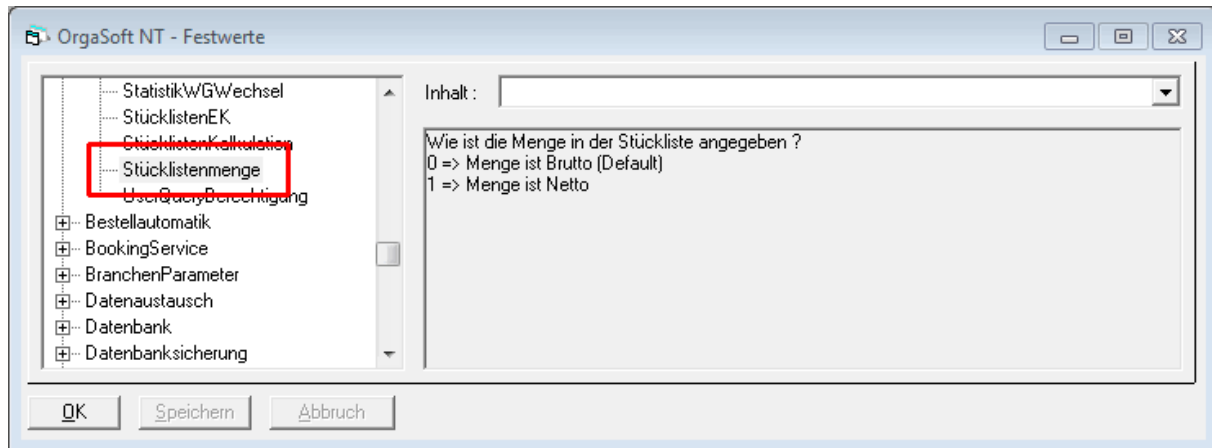 OrgaSoft NT - Festwerte
StatistikWGWechsel
StücklistenEK
StücklistenKalkulation
Stücklistenmenge
UserQueryBerechtigung
Bestellautomatik
BookingService
BranchenParameter
Datenaustausch
Datenbank
Datenbanksicherung
Inhalt :
Wie ist die Menge in der Stückliste angegeben ?
0 => Menge ist Brutto (Default)
1 => Menge ist Netto
OK Speichern Abbruch